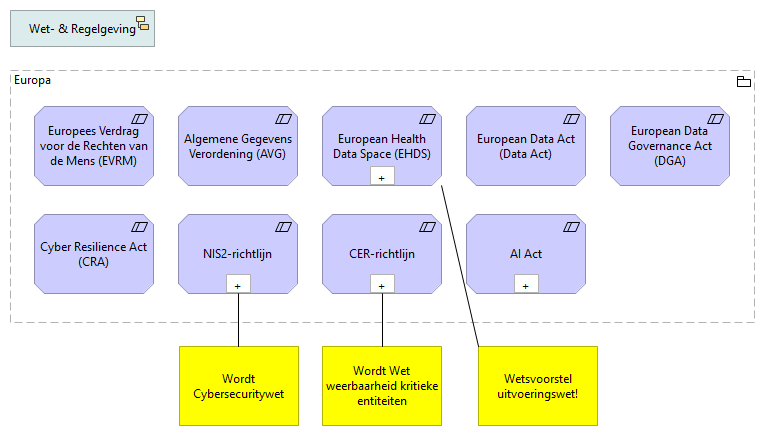 Wet- & Regelgeving
Europa
Europees Verdrag
voor de Rechten van
de Mens (EVRM)
Algemene Gegevens
Verordening (AVG)
European Health
Data Space (EHDS)
+
European Data Act
(Data Act)
European Data
Governance Act
(DGA)
Cyber Resilience Act
(CRA)
NIS2-richtlijn
+
CER-richtlijn
+
AI Act
+
Wordt
Cybersecuritywet
Wordt Wet
weerbaarheid kritieke
entiteiten
Wetsvoorstel
uitvoeringswet!